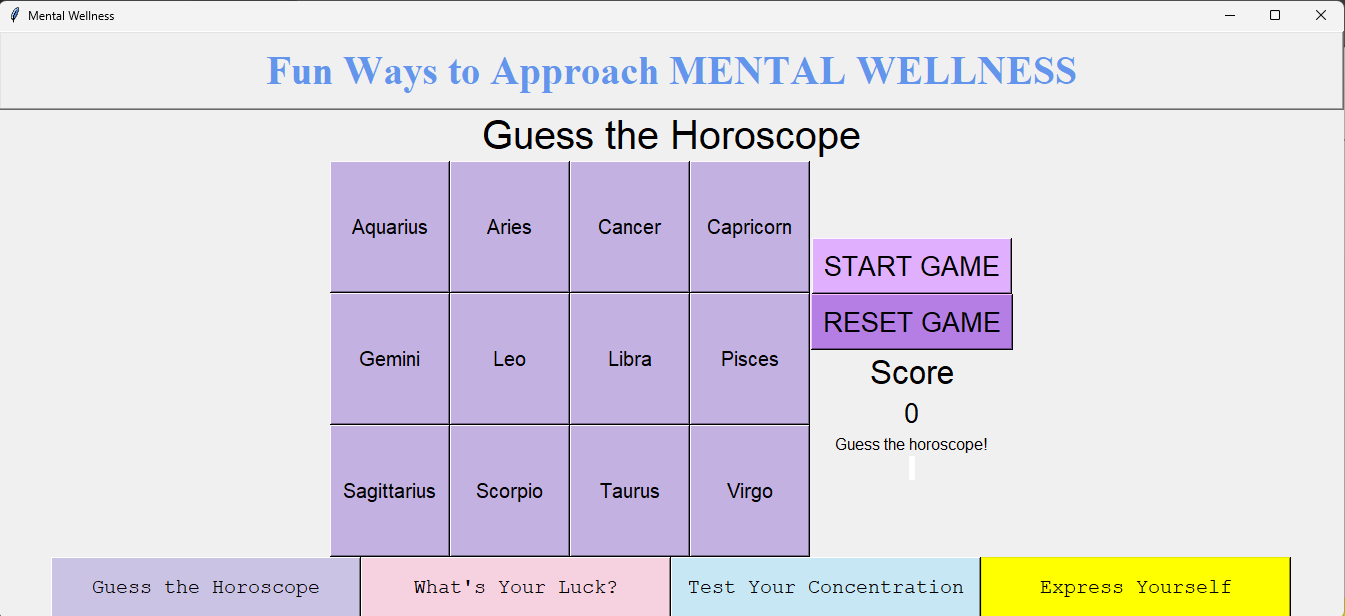 Mental Wellness
Fun Ways to Approach MENTAL WELLNESS
Guess the Horoscope
Aquarius Aries Cancer Capricorn
START GAME
RESET GAME
Gemini Leo Libra Pisces
Score
0
Guess the horoscope!
Sagittarius Scorpio Taurus Virgo
Guess the Horoscope What's Your Luck? Test Your Concentration Express Yourself